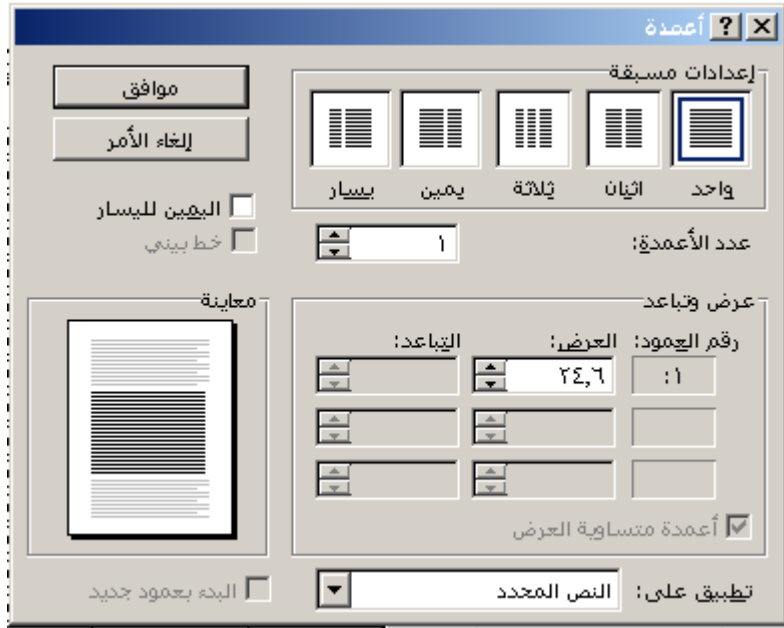 أعمدة
إعدادات مسبقة
واحد اثنان ثلاثة يمين يسار
موافق
إلغاء الأمر
عدد الأعمدة: ١
اليمين لليسار
خط بيني
عرض وتباعد
رقم العمود: العرض: التباعد:
١: ٢٤,٦
أعمدة متساوية العرض
معاينة
تطبيق على: النص المحدد
البدء بعمود جديد